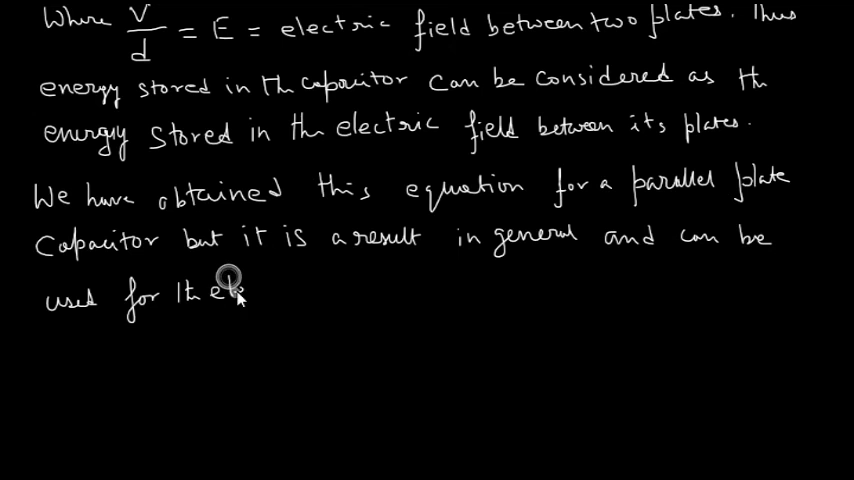 Where V/d = E = electric field between two plates. Thus
energy stored in the capacitor can be considered as the
energy stored in the electric field between its plates.
We have obtained this equation for a parallel plate
Capacitor but it is a result in general and can be
used for the